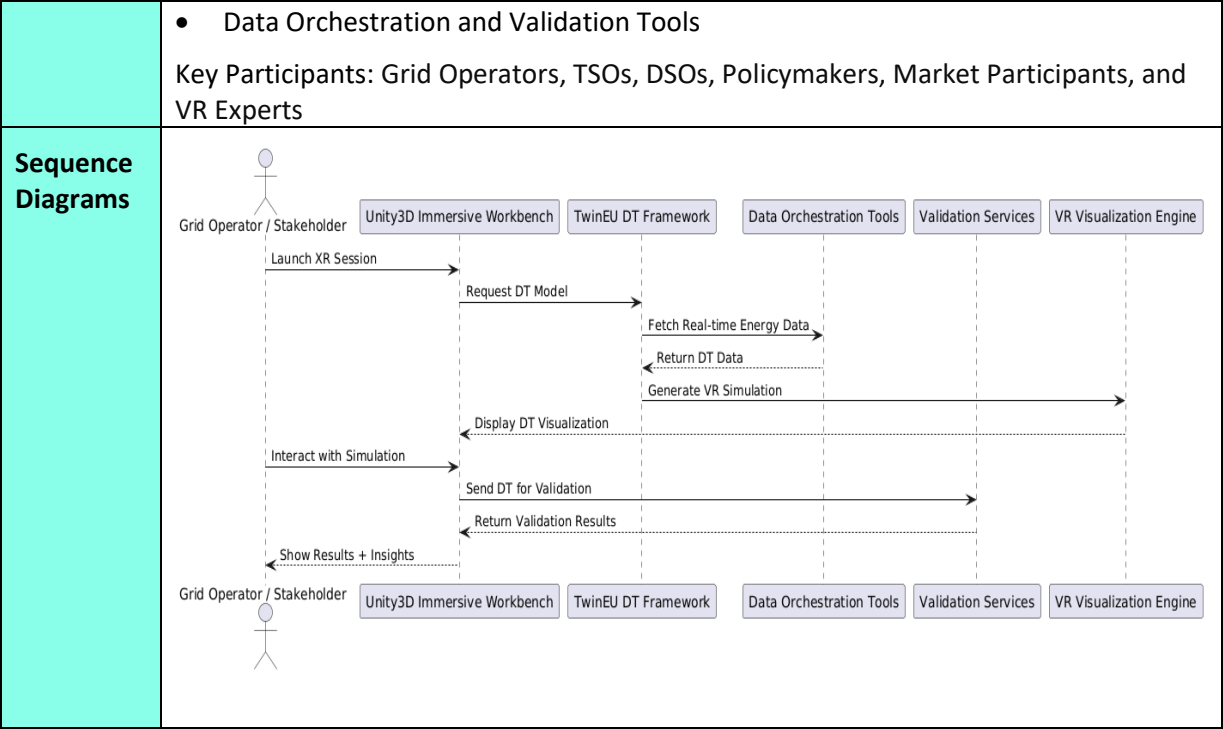 • Data Orchestration and Validation Tools
Key Participants: Grid Operators, TSOs, DSOs, Policymakers, Market Participants, and
VR Experts
Sequence
Diagrams
Grid Operator / Stakeholder
Unity3D Immersive Workbench
TwinEU DT Framework
Data Orchestration Tools
Validation Services
VR Visualization Engine
Launch XR Session
Request DT Model
Fetch Real-time Energy Data
Return DT Data
Generate VR Simulation
Display DT Visualization
Interact with Simulation
Send DT for Validation
Return Validation Results
Show Results + Insights
Grid Operator / Stakeholder
Unity3D Immersive Workbench
TwinEU DT Framework
Data Orchestration Tools
Validation Services
VR Visualization Engine